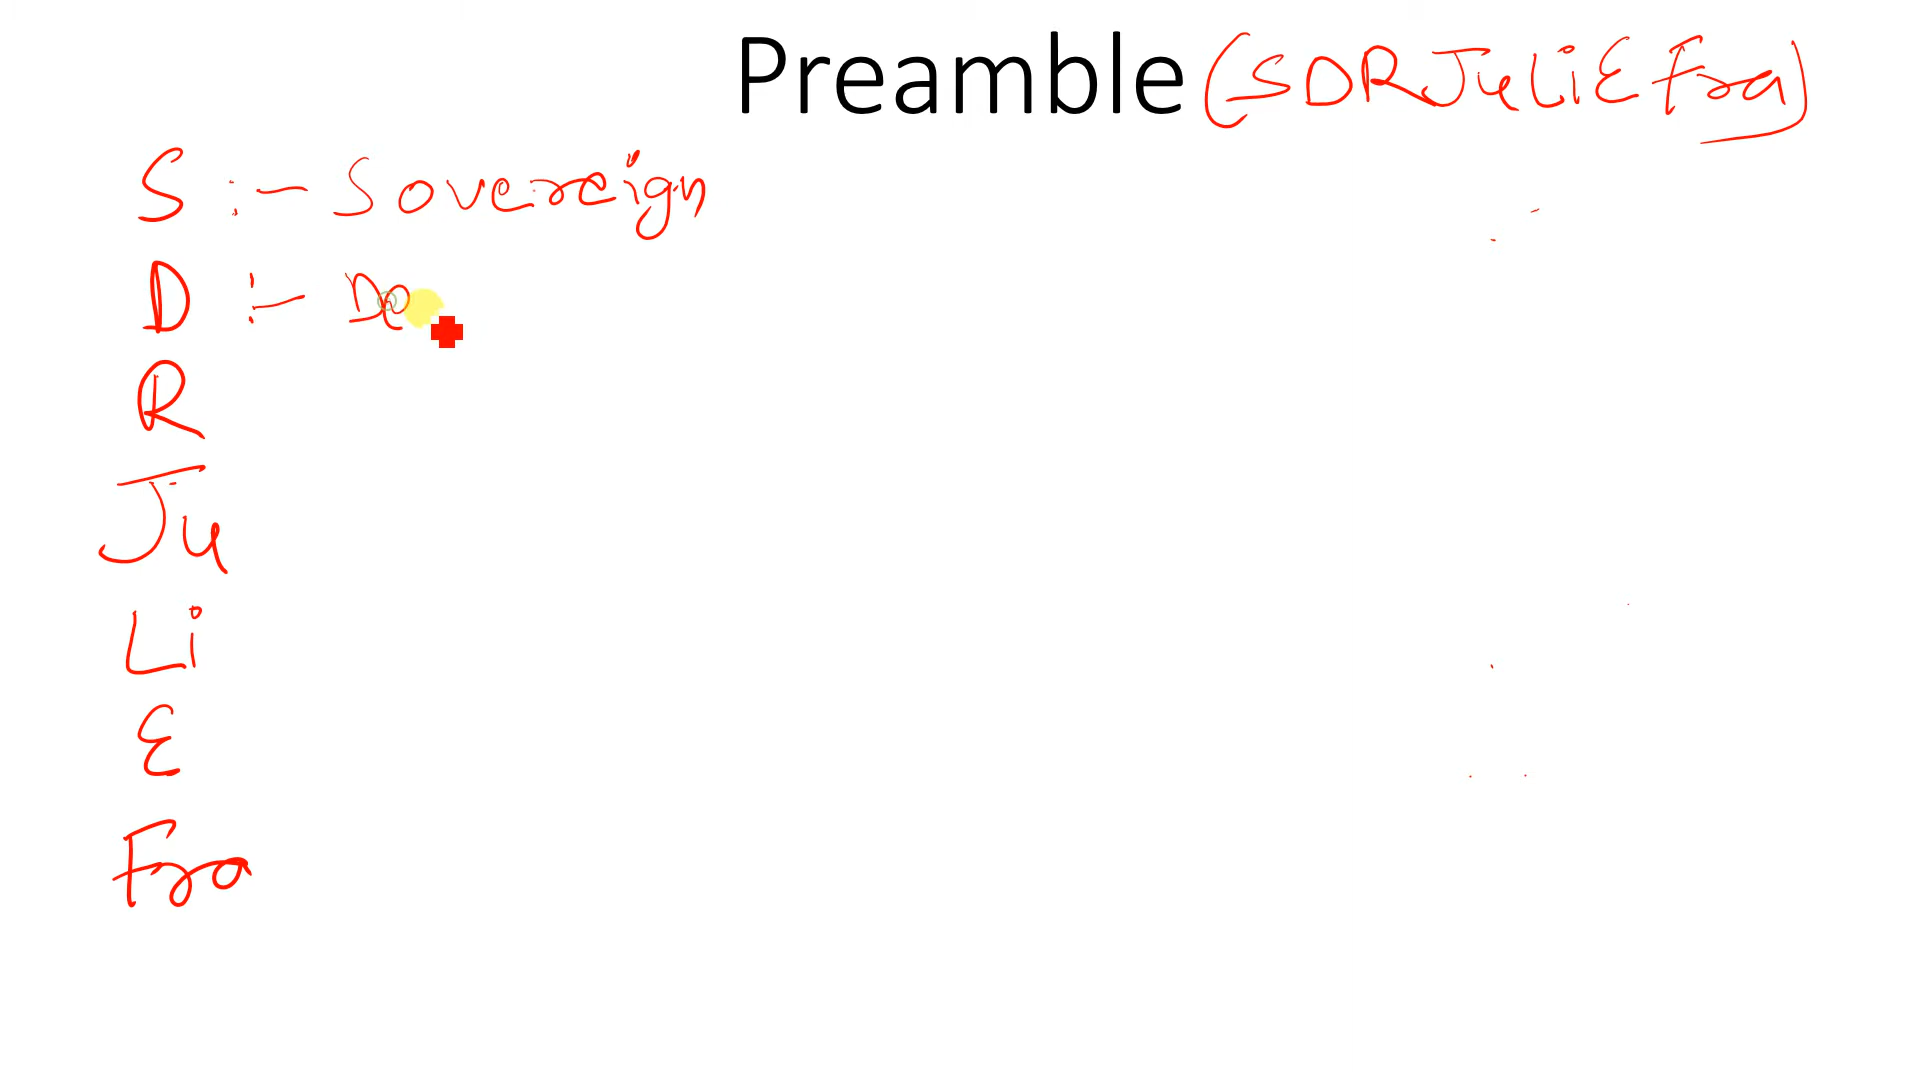 Preamble (SDRJuLiEFra)
S :- Sovereign
D :- De
R
Ju
Li
E
Fra